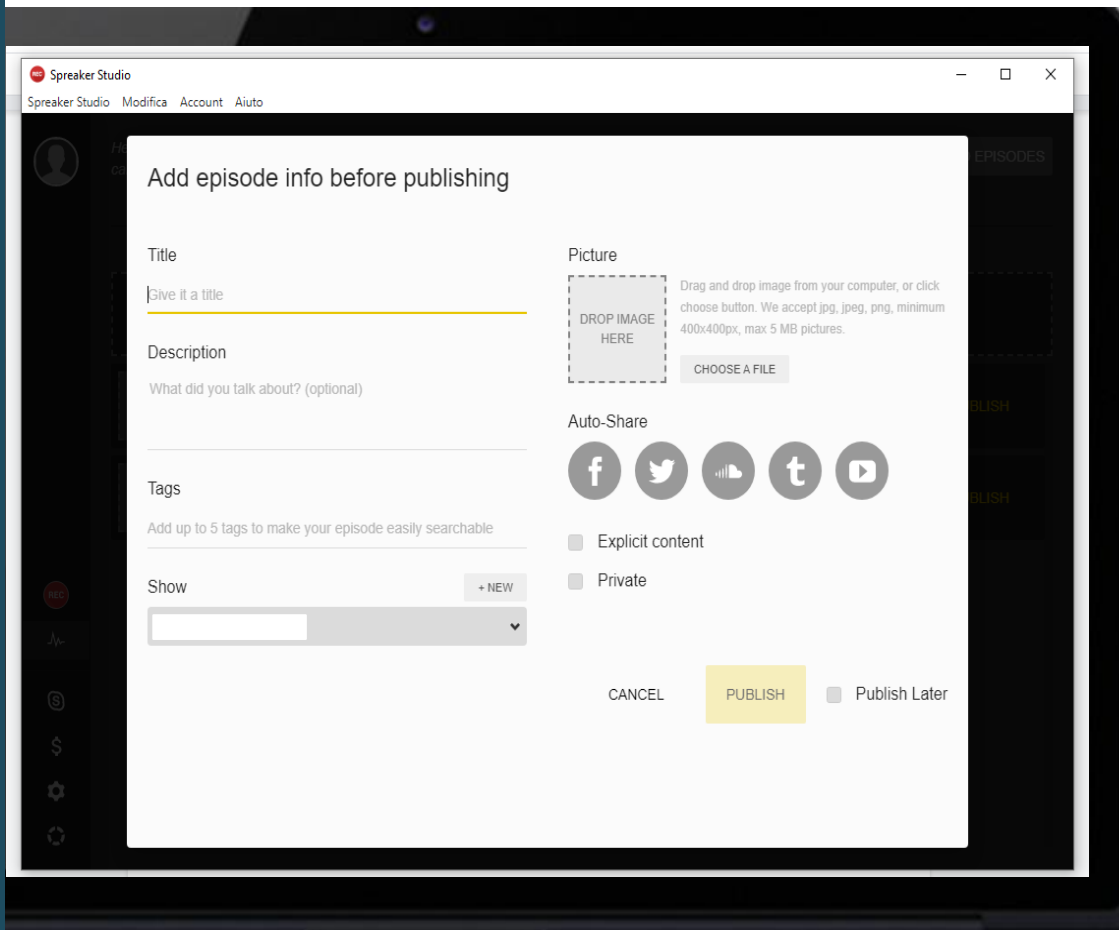 REC Spreaker Studio
Spreaker Studio Modifica Account Aiuto
EPISODES
Add episode info before publishing
Title
Give it a title
Description
What did you talk about? (optional)
Tags
Add up to 5 tags to make your episode easily searchable
Show
+ NEW
Picture
DROP IMAGE
HERE
Drag and drop image from your computer, or click
choose button. We accept jpg, jpeg, png, minimum
400x400px, max 5 MB pictures.
CHOOSE A FILE
Auto-Share
Explicit content
Private
CANCEL
PUBLISH
Publish Later
REC